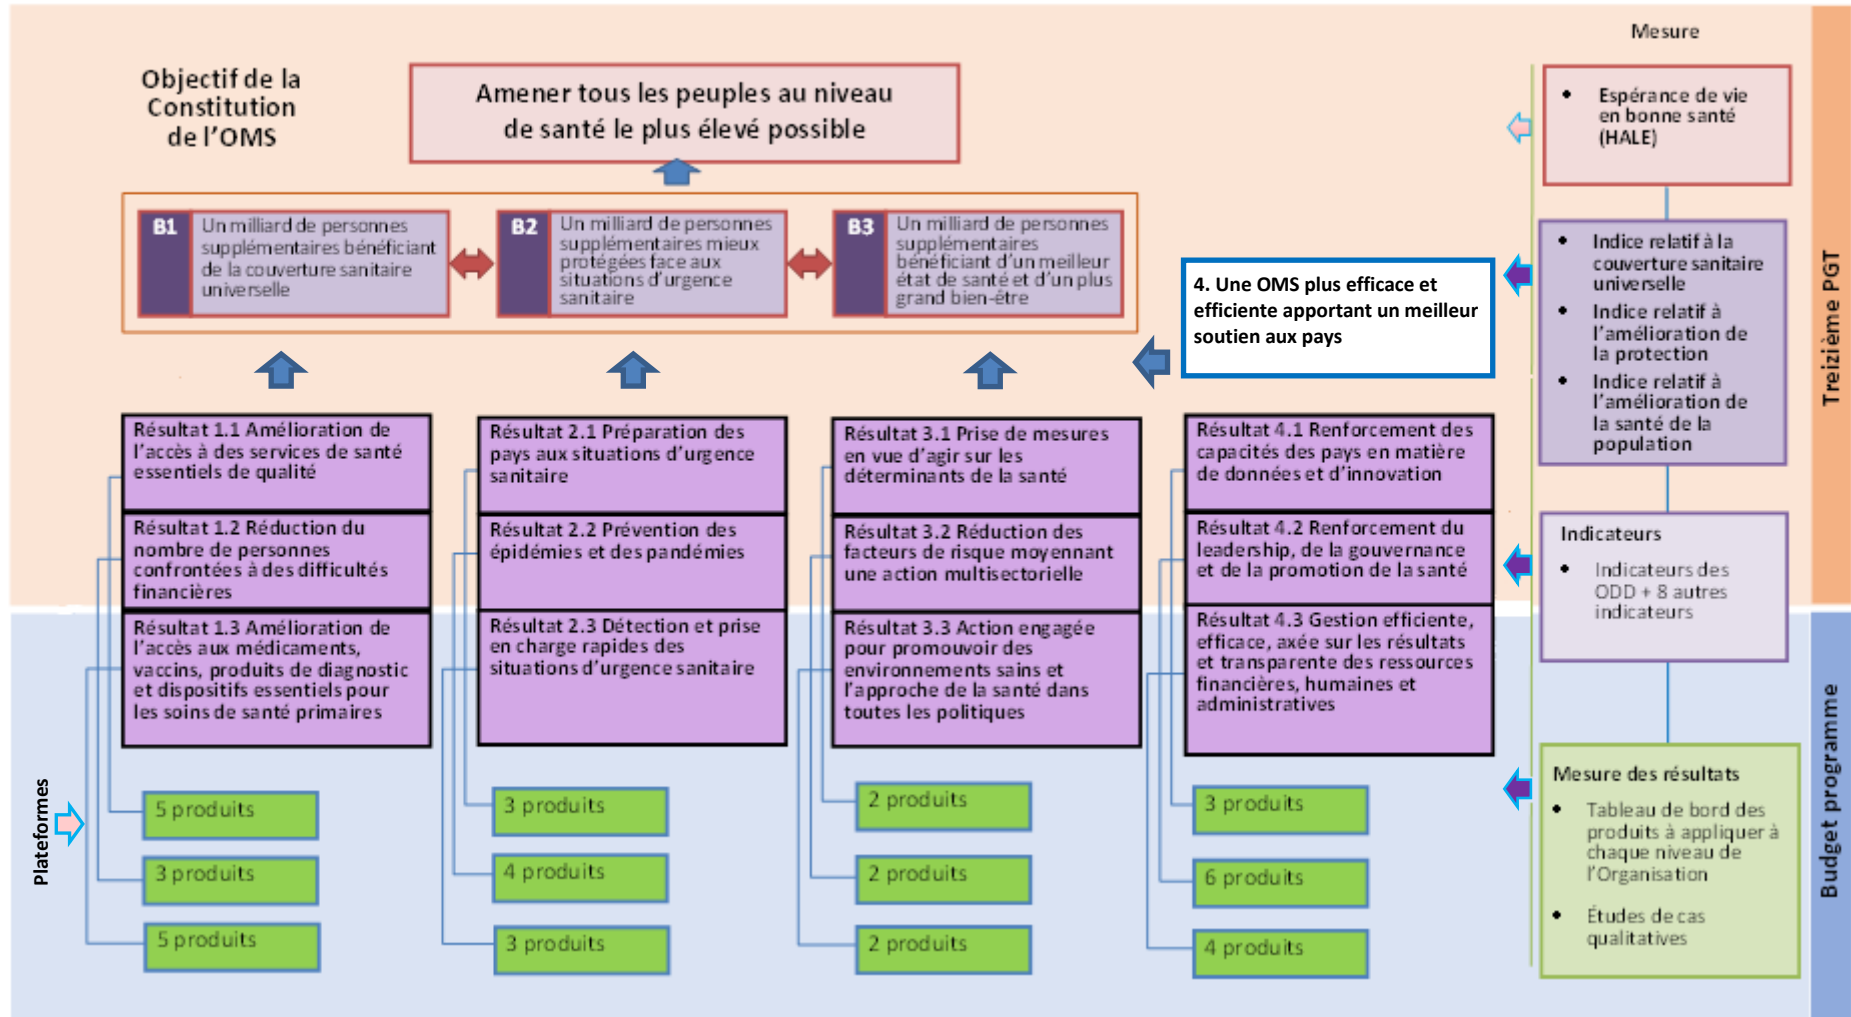 Mesure
Objectif de la
Constitution
de l'OMS
Amener tous les peuples au niveau
de santé le plus élevé possible
• Espérance de vie
en bonne santé
(HALE)
B1
Un milliard de personnes
supplémentaires bénéficiant
de la couverture sanitaire
universelle
B2
Un milliard de personnes
supplémentaires mieux
protégées face aux
situations d'urgence
sanitaire
B3
Un milliard de personnes
supplémentaires
bénéficiant d'un meilleur
état de santé et d'un plus
grand bien-être
4. Une OMS plus efficace et
efficiente apportant un meilleur
soutien aux pays
• Indice relatif à la
couverture sanitaire
universelle
• Indice relatif à
l'amélioration de
la protection
• Indice relatif à
l'amélioration de
la santé de la
population
Treizième PGT
Résultat 1.1 Amélioration de
l'accès à des services de santé
essentiels de qualité
Résultat 1.2 Réduction du
nombre de personnes
confrontées à des difficultés
financières
Résultat 1.3 Amélioration de
l'accès aux médicaments,
vaccins, produits de diagnostic
et dispositifs essentiels pour
les soins de santé primaires
Résultat 2.1 Préparation des
pays aux situations d'urgence
sanitaire
Résultat 2.2 Prévention des
épidémies et des pandémies
Résultat 2.3 Détection et prise
en charge rapides des
situations d'urgence sanitaire
Résultat 3.1 Prise de mesures
en vue d'agir sur les
déterminants de la santé
Résultat 3.2 Réduction des
facteurs de risque moyennant
une action multisectorielle
Résultat 3.3 Action engagée
pour promouvoir des
environnements sains et
l'approche de la santé dans
toutes les politiques
Résultat 4.1 Renforcement des
capacités des pays en matière
de données et d'innovation
Résultat 4.2 Renforcement du
leadership, de la gouvernance
et de la promotion de la santé
Résultat 4.3 Gestion efficiente,
efficace, axée sur les résultats
et transparente des ressources
financières, humaines et
administratives
Indicateurs
• Indicateurs des
ODD + 8 autres
indicateurs
Plateformes
5 produits
3 produits
5 produits
3 produits
4 produits
3 produits
2 produits
2 produits
2 produits
3 produits
6 produits
4 produits
Mesure des résultats
• Tableau de bord des
produits à appliquer à
chaque niveau de
l'Organisation
• Études de cas
qualitatives
Budget programme